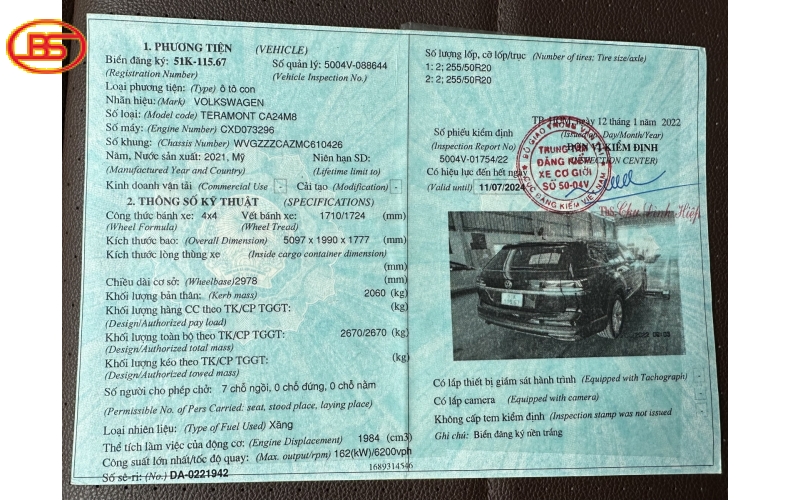 BS
1. PHƯƠNG TIỆN (VEHICLE)
Biển đăng ký: 51K-115.67 Số quản lý: 5004V-088644
(Registration Number) (Vehicle Inspection No.)
Loại phương tiện: (Type) ô tô con
Nhãn hiệu: (Mark) VOLKSWAGEN
Số loại: (Model code) TERAMONT CA24M8
Số máy: (Engine Number) CXD073296
Số khung: (Chassis Number) WVGZZZCAZMC610426
Năm, Nước sản xuất: 2021, Mỹ Niên hạn SD:
(Manufactured Year and Country) (Lifetime limit to)
Kinh doanh vận tải (Commercial Use - ) Cải tạo (Modification) -
2. THÔNG SỐ KỸ THUẬT (SPECIFICATIONS)
Công thức bánh xe: 4x4 Vết bánh xe: 1710/1724 (mm)
(Wheel Formula) (Wheel Tread)
Kích thước bao: (Overall Dimension) 5097 x 1990 x 1777 (mm)
Kích thước lòng thùng xe (Inside cargo container dimension)
(mm)
Chiều dài cơ sở: (Wheelbase) 2978 (mm)
Khối lượng bản thân: (Kerb mass) 2060 (kg)
Khối lượng hàng CC theo TK/CP TGGT: (kg)
(Design/Authorized pay load)
Khối lượng toàn bộ theo TK/CP TGGT: 2670/2670 (kg)
(Design/Authorized total mass)
Khối lượng kéo theo TK/CP TGGT: (kg)
(Design/Authorized towed mass)
Số người cho phép chở: 7 chỗ ngồi, 0 chỗ đứng, 0 chỗ nằm
(Permissible No. of Pers Carried: seat, stood place, laying place)
Loại nhiên liệu: (Type of Fuel Used) Xăng
Thể tích làm việc của động cơ: (Engine Displacement) 1984 (cm3)
Công suất lớn nhất/tốc độ quay: (Max. output/rpm) 162(kW)/6200vph
Số sê-ri: (No.) DA-0221942
1689314546
Số lượng lốp, cỡ lốp/trục (Number of tires; Tire size/axle)
1: 2; 255/50R20
2: 2; 255/50R20
ngày 12 tháng 1 năm 2022
Số phiếu kiểm định (Issued on: Day/Month/Year)
(Inspection Report No) ĐƠN VỊ KIỂM ĐỊNH
5004V-01754/22 (INSPECTION CENTER)
Có hiệu lực đến hết ngày
(Valid until) 11/07/2024
BỘ GIAO THÔNG VẬN TẢI
TRUNG TÂM
ĐĂNG KIỂM
XE CƠ GIỚI
SỐ 50-04V
CỤC ĐĂNG KIỂM VIỆT NAM
Chu Đình Hiệp
Có lắp thiết bị giám sát hành trình (Equipped with Tachograph) -
Có lắp camera (Equipped with camera) -
Không cấp tem kiểm định (Inspection stamp was not issued
Ghi chú: Biển đăng ký nền trắng